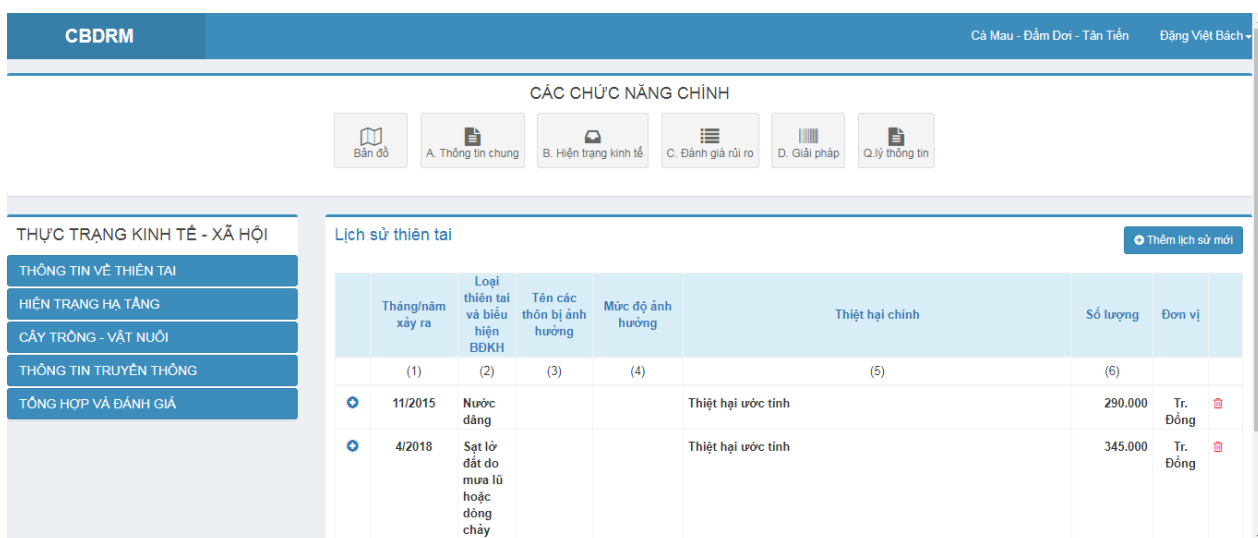 CBDRM
Cà Mau - Đầm Dơi - Tân Tiến
Đặng Việt Bách
CÁC CHỨC NĂNG CHÍNH
Bản đồ
A. Thông tin chung
B. Hiện trạng kinh tế
C. Đánh giá rủi ro
D. Giải pháp
Q.lý thông tin
THỰC TRẠNG KINH TẾ - XÃ HỘI
THÔNG TIN VỀ THIÊN TAI
HIỆN TRẠNG HẠ TẦNG
CÂY TRỒNG - VẬT NUÔI
THÔNG TIN TRUYỀN THÔNG
TỔNG HỢP VÀ ĐÁNH GIÁ
Lịch sử thiên tai
Thêm lịch sử mới
Tháng/năm
xảy ra
Loại
thiên tai
và biểu
hiện
BĐKH
Tên các
thôn bị ảnh
hưởng
Mức độ ảnh
hưởng
Thiệt hại chính
Số lượng
Đơn vị
(1)
(2)
(3)
(4)
(5)
(6)
11/2015
Nước
dâng
Thiệt hại ước tính
290.000
Tr.
Đồng
4/2018
Sạt lở
đất do
mưa lũ
hoặc
dòng
chảy
Thiệt hại ước tính
345.000
Tr.
Đồng